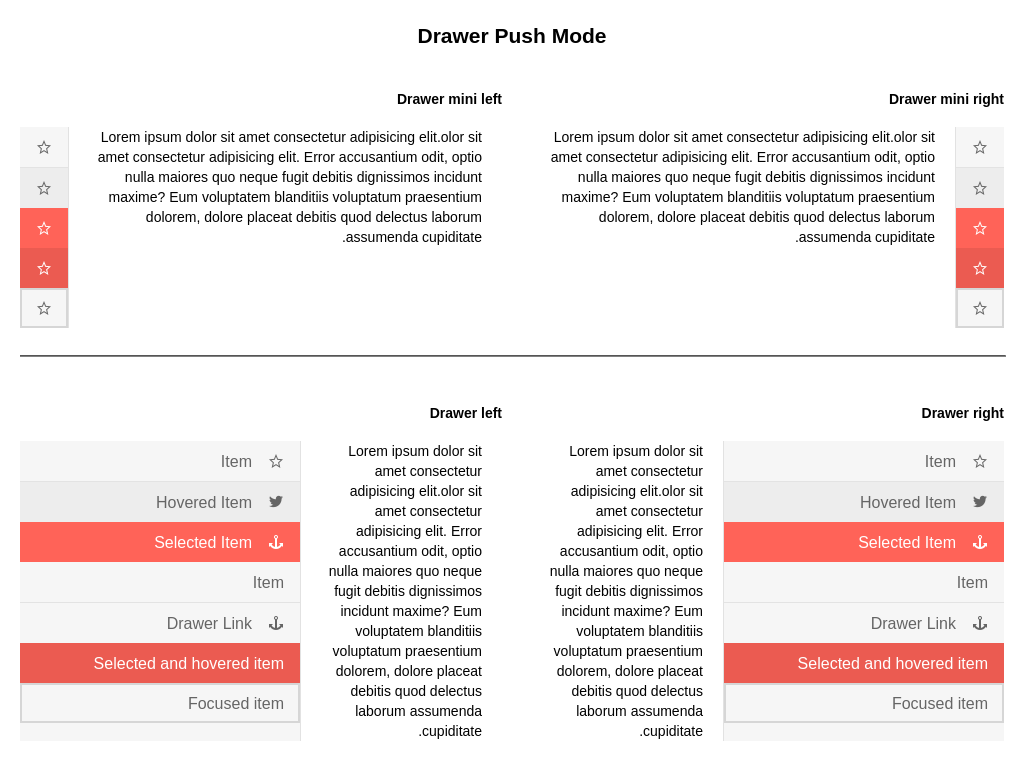 Drawer Push Mode
Drawer mini left
Lorem ipsum dolor sit amet consectetur adipisicing elit.olor sit
amet consectetur adipisicing elit. Error accusantium odit, optio
nulla maiores quo neque fugit debitis dignissimos incidunt
maxime? Eum voluptatem blanditiis voluptatum praesentium
dolorem, dolore placeat debitis quod delectus laborum
.assumenda cupiditate
Drawer mini right
Lorem ipsum dolor sit amet consectetur adipisicing elit.olor sit
amet consectetur adipisicing elit. Error accusantium odit, optio
nulla maiores quo neque fugit debitis dignissimos incidunt
maxime? Eum voluptatem blanditiis voluptatum praesentium
dolorem, dolore placeat debitis quod delectus laborum
.assumenda cupiditate
Drawer left
Item
Hovered Item
Selected Item
Item
Drawer Link
Selected and hovered item
Focused item
Lorem ipsum dolor sit
amet consectetur
adipisicing elit.olor sit
amet consectetur
adipisicing elit. Error
accusantium odit, optio
nulla maiores quo neque
fugit debitis dignissimos
incidunt maxime? Eum
voluptatem blanditiis
voluptatum praesentium
dolorem, dolore placeat
debitis quod delectus
laborum assumenda
.cupiditate
Drawer right
Lorem ipsum dolor sit
amet consectetur
adipisicing elit.olor sit
amet consectetur
adipisicing elit. Error
accusantium odit, optio
nulla maiores quo neque
fugit debitis dignissimos
incidunt maxime? Eum
voluptatem blanditiis
voluptatum praesentium
dolorem, dolore placeat
debitis quod delectus
laborum assumenda
.cupiditate
Item
Hovered Item
Selected Item
Item
Drawer Link
Selected and hovered item
Focused item